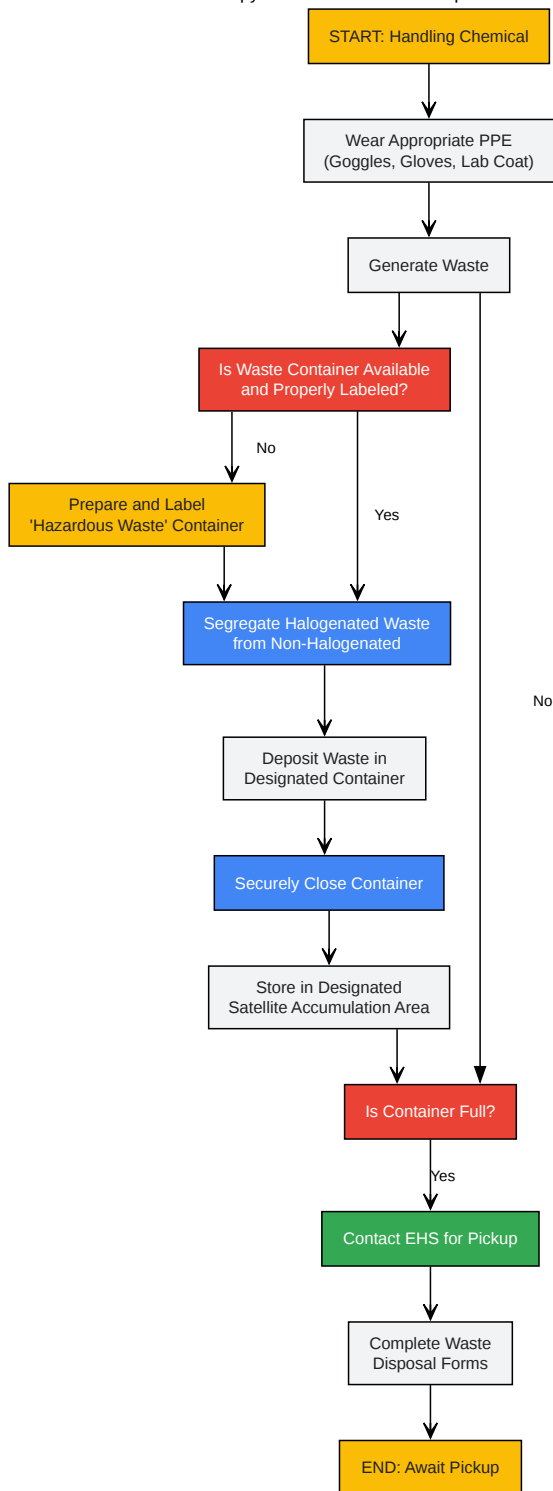 START: Handling Chemical
Wear Appropriate PPE
(Goggles, Gloves, Lab Coat)
Generate Waste
Is Waste Container Available
and Properly Labeled?
No
Prepare and Label
'Hazardous Waste' Container
Yes
Segregate Halogenated Waste
from Non-Halogenated
No
Deposit Waste in
Designated Container
Securely Close Container
Store in Designated
Satellite Accumulation Area
Is Container Full?
Yes
Contact EHS for Pickup
Complete Waste
Disposal Forms
END: Await Pickup